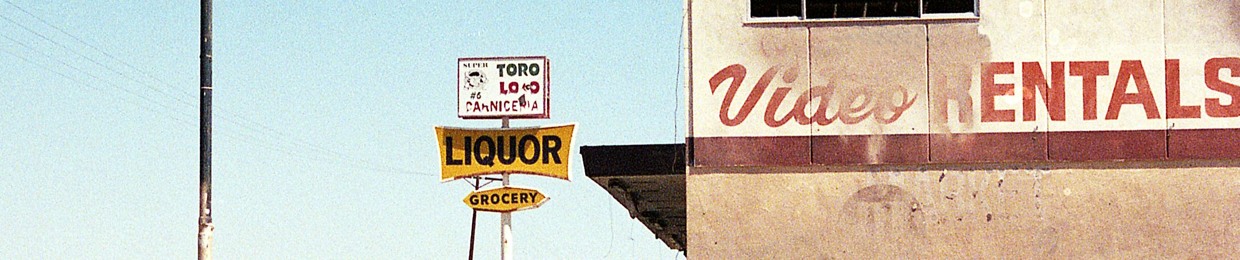 SUPER
TORO
LOCO
#6
CARNICERIA
LIQUOR
GROCERY
Video RENTALS